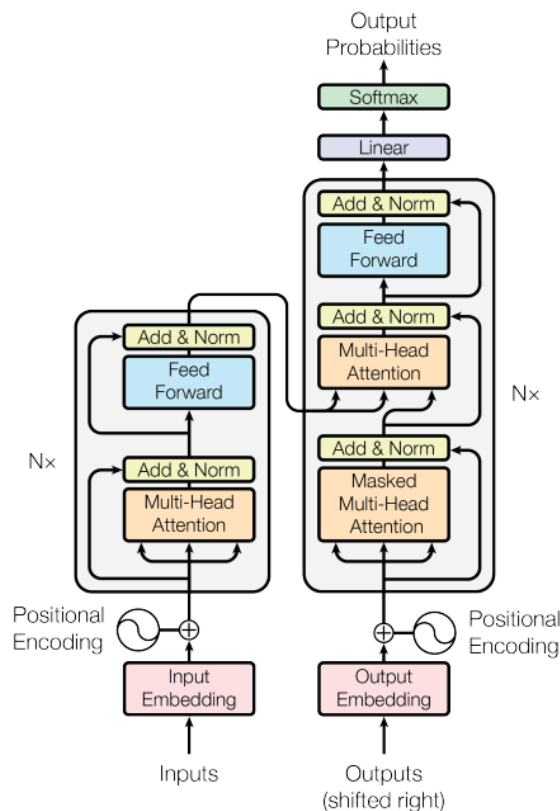 Output
Probabilities
Softmax
Linear
Add & Norm
Feed
Forward
Add & Norm
Multi-Head
Attention
Add & Norm
Masked
Multi-Head
Attention
N×
Add & Norm
Feed
Forward
Add & Norm
Multi-Head
Attention
N×
Positional
Encoding
Positional
Encoding
Input
Embedding
Output
Embedding
Inputs
Outputs
(shifted right)